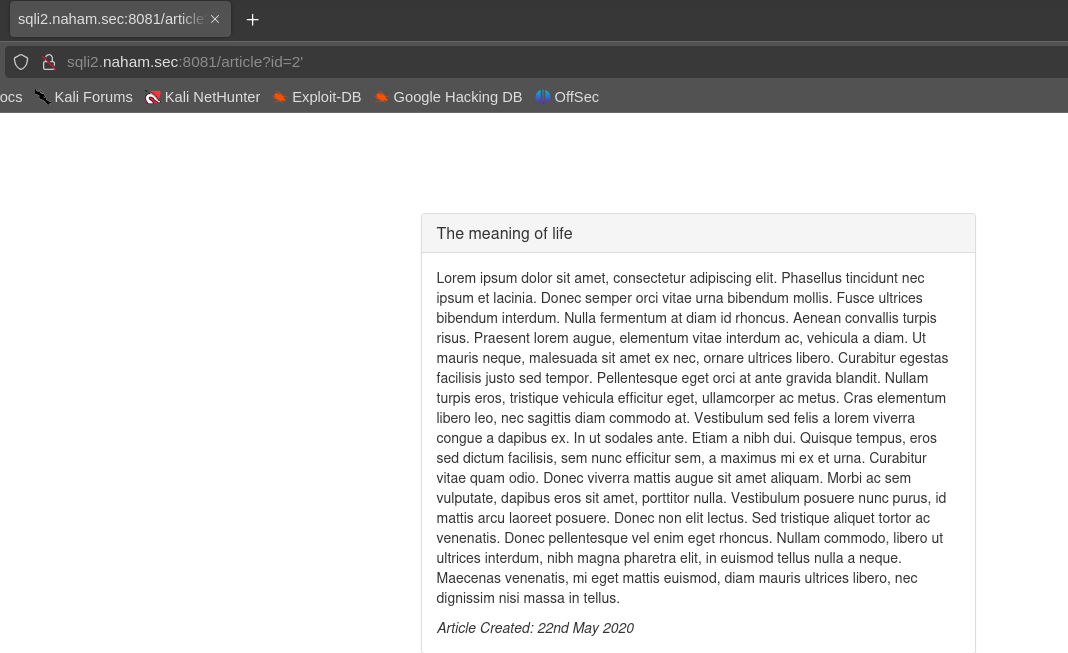 sqli2.naham.sec:8081/article
sqli2.naham.sec:8081/article?id=2'
ocs Kali Forums Kali NetHunter Exploit-DB Google Hacking DB OffSec
The meaning of life
Lorem ipsum dolor sit amet, consectetur adipiscing elit. Phasellus tincidunt nec
ipsum et lacinia. Donec semper orci vitae urna bibendum mollis. Fusce ultrices
bibendum interdum. Nulla fermentum at diam id rhoncus. Aenean convallis turpis
risus. Praesent lorem augue, elementum vitae interdum ac, vehicula a diam. Ut
mauris neque, malesuada sit amet ex nec, ornare ultrices libero. Curabitur egestas
facilisis justo sed tempor. Pellentesque eget orci at ante gravida blandit. Nullam
turpis eros, tristique vehicula efficitur eget, ullamcorper ac metus. Cras elementum
libero leo, nec sagittis diam commodo at. Vestibulum sed felis a lorem viverra
congue a dapibus ex. In ut sodales ante. Etiam a nibh dui. Quisque tempus, eros
sed dictum facilisis, sem nunc efficitur sem, a maximus mi ex et urna. Curabitur
vitae quam odio. Donec viverra mattis augue sit amet aliquam. Morbi ac sem
vulputate, dapibus eros sit amet, porttitor nulla. Vestibulum posuere nunc purus, id
mattis arcu laoreet posuere. Donec non elit lectus. Sed tristique aliquet tortor ac
venenatis. Donec pellentesque vel enim eget rhoncus. Nullam commodo, libero ut
ultrices interdum, nibh magna pharetra elit, in euismod tellus nulla a neque.
Maecenas venenatis, mi eget mattis euismod, diam mauris ultrices libero, nec
dignissim nisi massa in tellus.
Article Created: 22nd May 2020